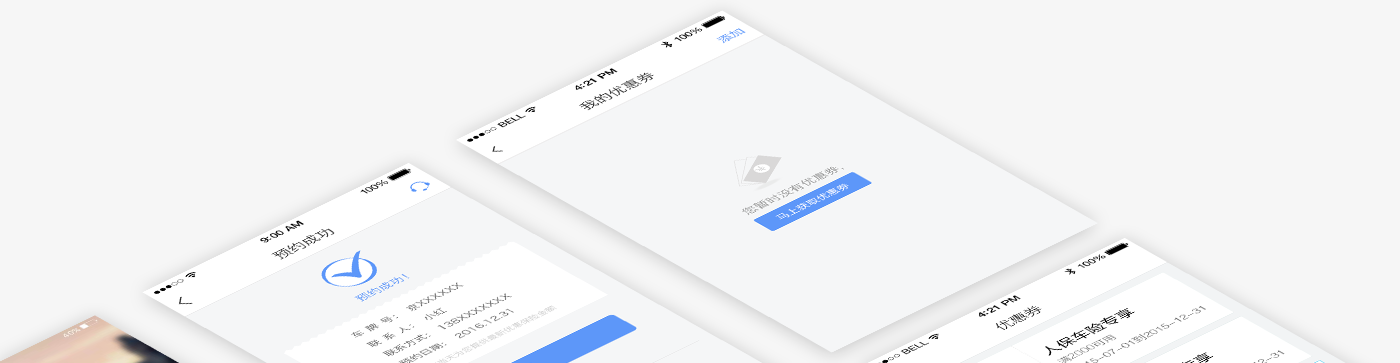 BELL 4:21 PM 100%
我的优惠券 添加
您暂时没有优惠券，
马上获取优惠券
9:00 AM 100%
预约成功
预约成功！
车 牌 号： 京XXXXXX
联 系 人： 小红
联系方式： 138XXXXXXXX
预约日期： 2016.12.31
BELL 4:21 PM 100%
优惠券
人保车险专享
满2000可用
15-07-01到2015-12-31
享
-12-31